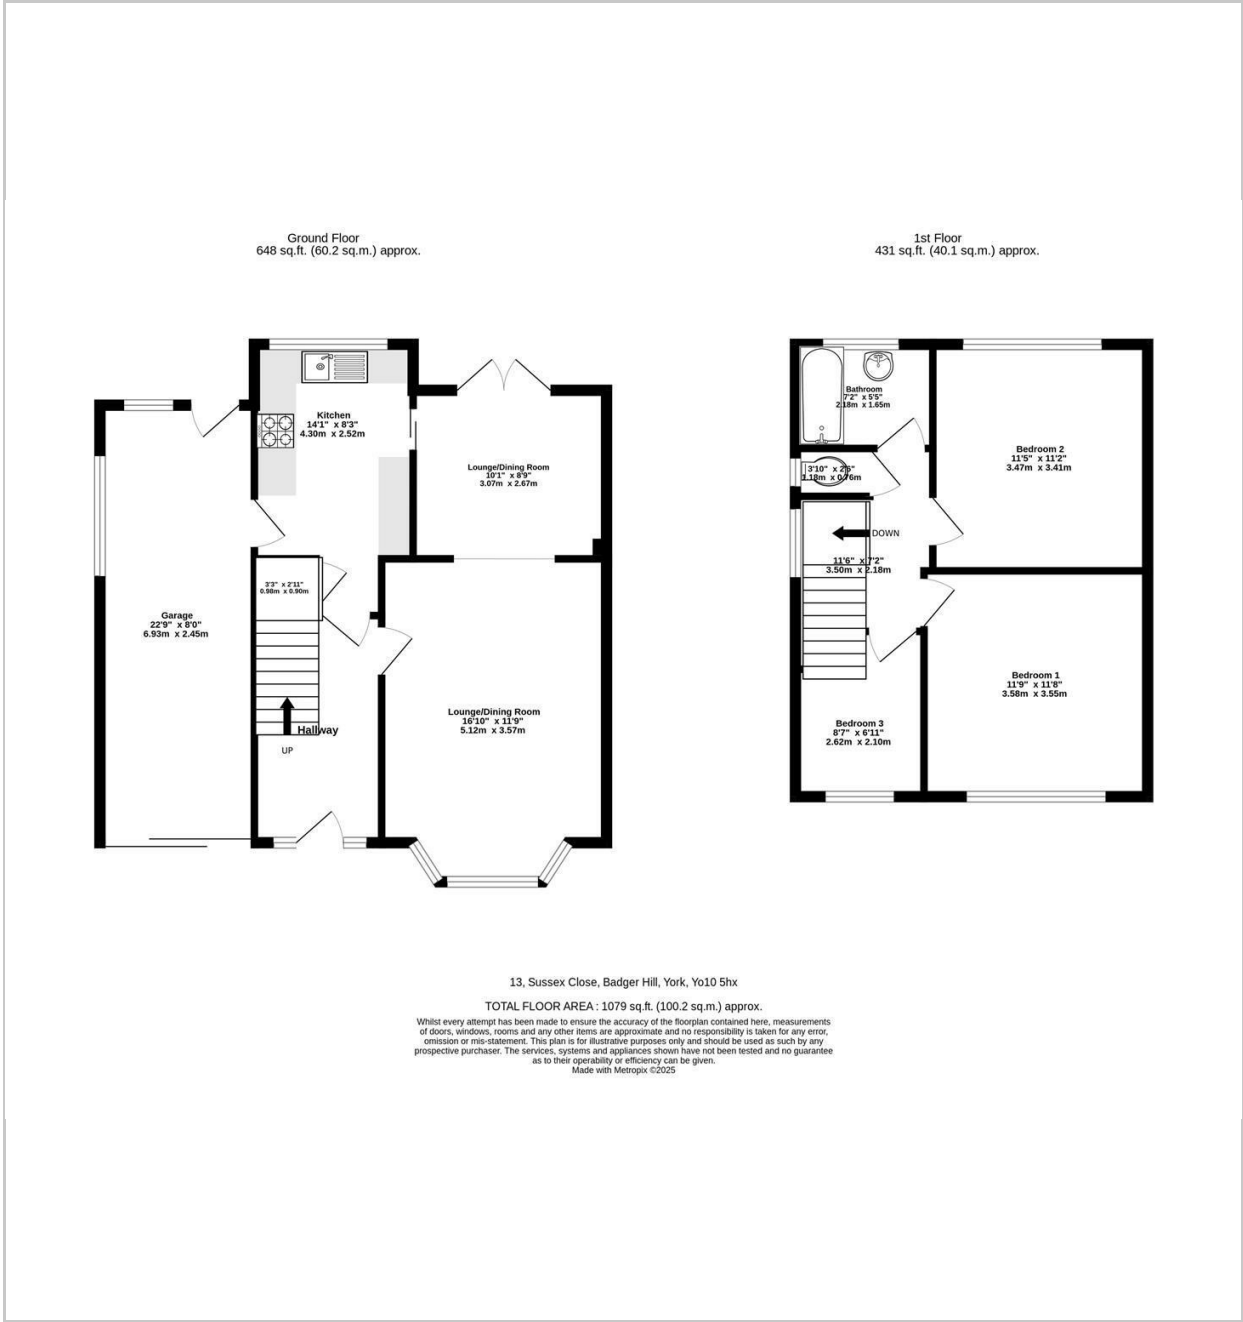 Ground Floor
648 sq.ft. (60.2 sq.m.) approx.
1st Floor
431 sq.ft. (40.1 sq.m.) approx.
Kitchen
14'1" x 8'3"
4.30m x 2.52m
Lounge/Dining Room
10'1" x 8'9"
3.07m x 2.67m
3'3" x 2'11"
0.98m x 0.90m
Garage
22'9" x 8'0"
6.93m x 2.45m
Lounge/Dining Room
16'10" x 11'9"
5.12m x 3.57m
Hallway
UP
Bathroom
7'2" x 5'5"
2.18m x 1.65m
Bedroom 2
11'5" x 11'2"
3.47m x 3.41m
3'10" x 2'6"
1.18m x 0.76m
DOWN
11'6" x 7'2"
3.50m x 2.18m
Bedroom 1
11'9" x 11'8"
3.58m x 3.55m
Bedroom 3
8'7" x 6'11"
2.62m x 2.10m
13, Sussex Close, Badger Hill, York, Yo10 5hx
TOTAL FLOOR AREA : 1079 sq.ft. (100.2 sq.m.) approx.
Whilst every attempt has been made to ensure the accuracy of the floorplan contained here, measurements
of doors, windows, rooms and any other items are approximate and no responsibility is taken for any error,
omission or mis-statement. This plan is for illustrative purposes only and should be used as such by any
prospective purchaser. The services, systems and appliances shown have not been tested and no guarantee
as to their operability or efficiency can be given.
Made with Metropix ©2025